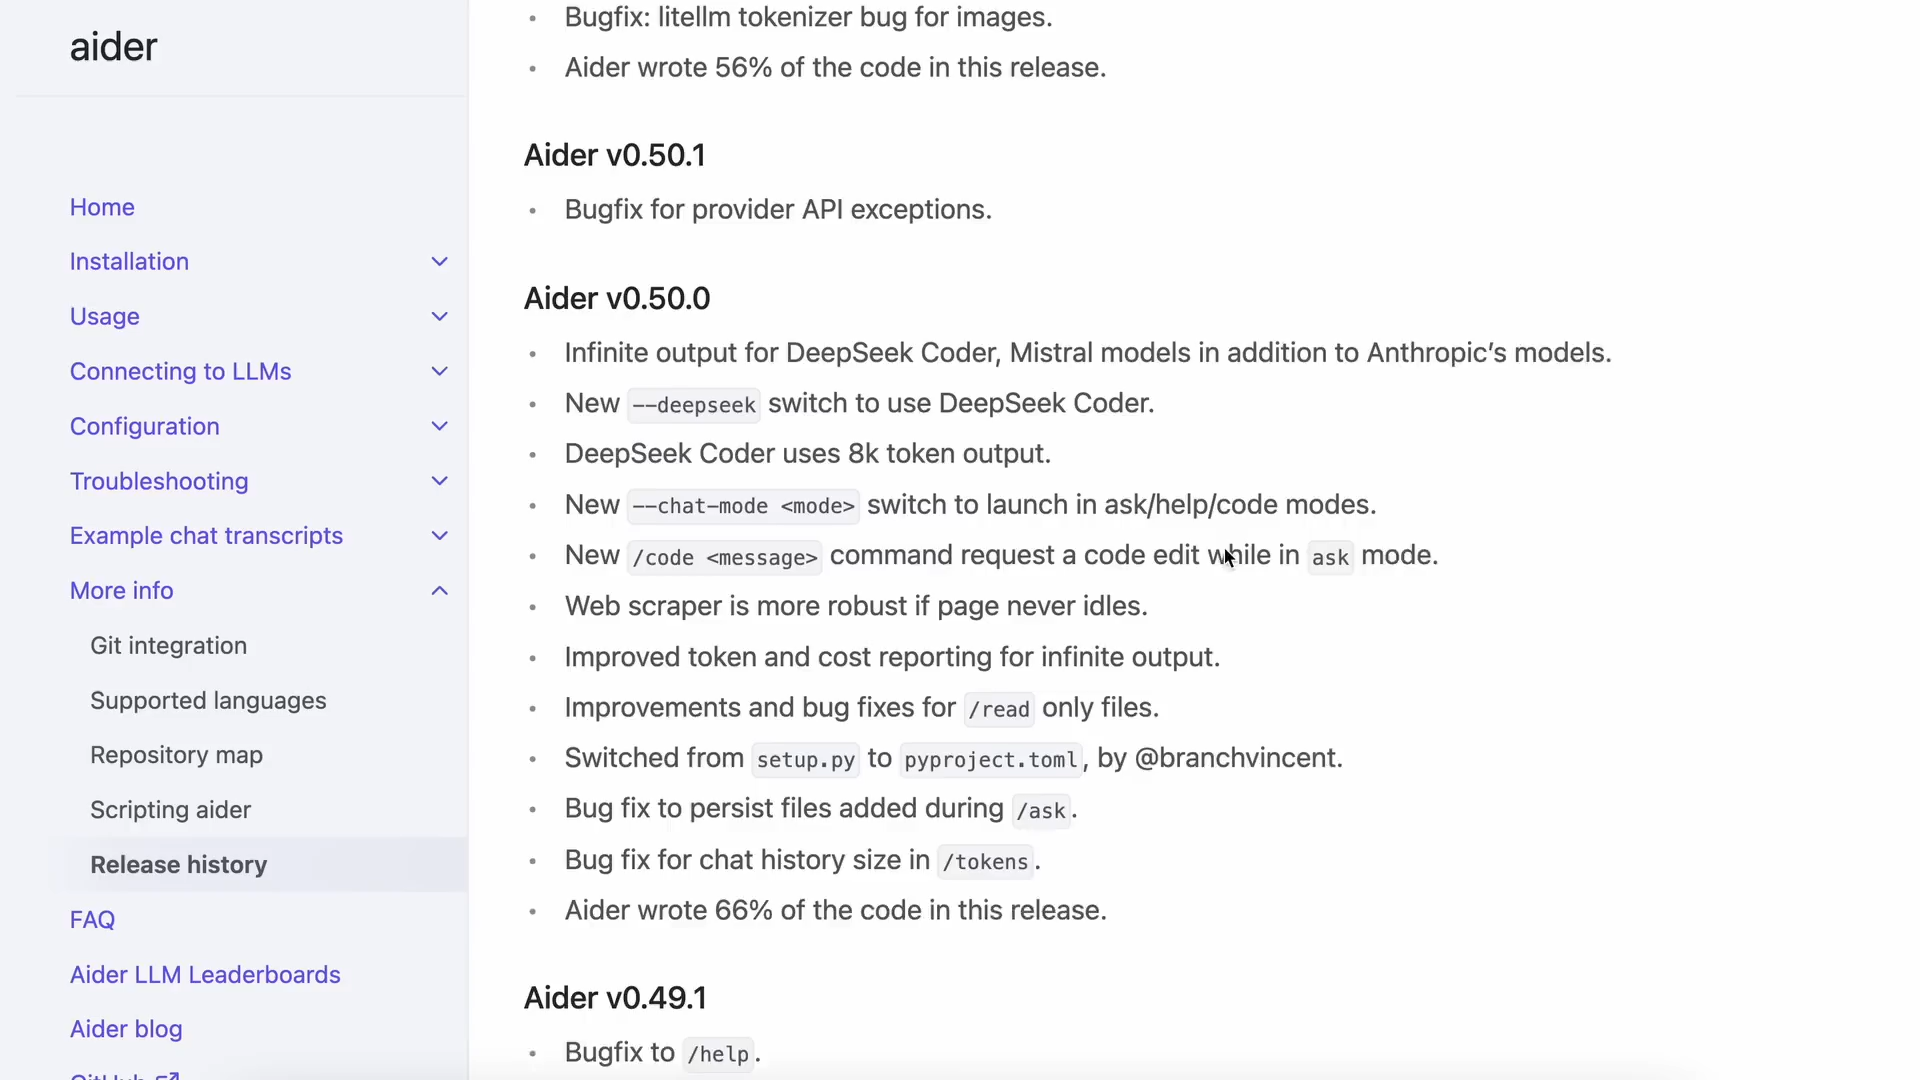 aider
Home
Installation
Usage
Connecting to LLMs
Configuration
Troubleshooting
Example chat transcripts
More info
Git integration
Supported languages
Repository map
Scripting aider
Release history
FAQ
Aider LLM Leaderboards
Aider blog
GitHub
• Bugfix: litellm tokenizer bug for images.
• Aider wrote 56% of the code in this release.
Aider v0.50.1
• Bugfix for provider API exceptions.
Aider v0.50.0
• Infinite output for DeepSeek Coder, Mistral models in addition to Anthropic’s models.
• New --deepseek switch to use DeepSeek Coder.
• DeepSeek Coder uses 8k token output.
• New --chat-mode <mode> switch to launch in ask/help/code modes.
• New /code <message> command request a code edit while in ask mode.
• Web scraper is more robust if page never idles.
• Improved token and cost reporting for infinite output.
• Improvements and bug fixes for /read only files.
• Switched from setup.py to pyproject.toml, by @branchvincent.
• Bug fix to persist files added during /ask.
• Bug fix for chat history size in /tokens.
• Aider wrote 66% of the code in this release.
Aider v0.49.1
• Bugfix to /help.